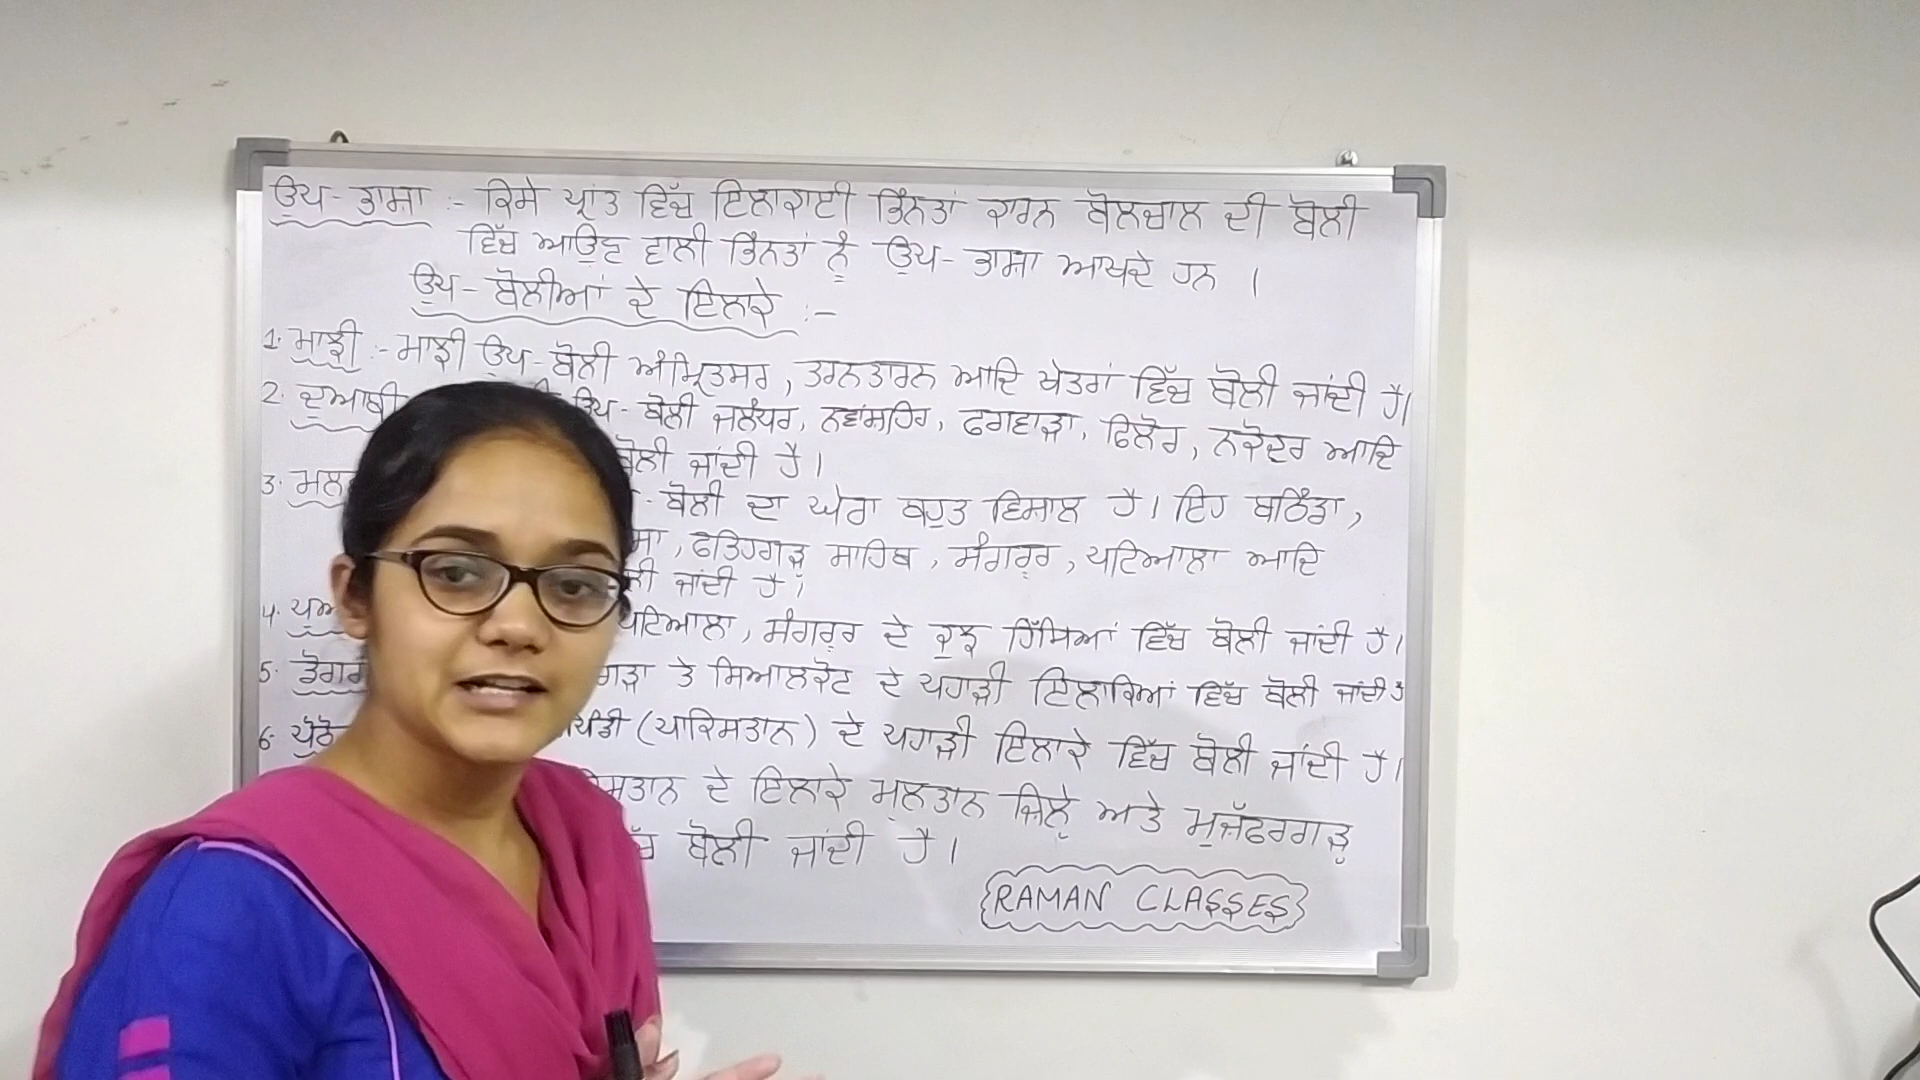 ਉਪ-ਭਾਸ਼ਾ :- ਕਿਸੇ ਪ੍ਰਾਂਤ ਵਿੱਚ ਇਲਾਕਾਈ ਭਿੰਨਤਾਂ ਕਾਰਨ ਬੋਲਚਾਲ ਦੀ ਬੋਲੀ
ਵਿੱਚ ਆਉਣ ਵਾਲੀ ਭਿੰਨਤਾਂ ਨੂੰ ਉਪ-ਭਾਸ਼ਾ ਆਖਦੇ ਹਨ ।
ਉਪ-ਬੋਲੀਆਂ ਦੇ ਇਲਾਕੇ :-
1. ਮਾਝੀ :- ਮਾਝੀ ਉਪ-ਬੋਲੀ ਅੰਮ੍ਰਿਤਸਰ, ਤਰਨਤਾਰਨ ਆਦਿ ਖੇਤਰਾਂ ਵਿੱਚ ਬੋਲੀ ਜਾਂਦੀ ਹੈ।
2. ਦੁਆਬੀ ਉਪ-ਬੋਲੀ ਜਲੰਧਰ, ਨਵਾਂਸ਼ਹਿਰ, ਫਗਵਾੜਾ, ਫਿਲੌਰ, ਨਕੋਦਰ ਆਦਿ
ਬੋਲੀ ਜਾਂਦੀ ਹੈ।
3. -ਬੋਲੀ ਦਾ ਘੇਰਾ ਬਹੁਤ ਵਿਸ਼ਾਲ ਹੈ। ਇਹ ਬਠਿੰਡਾ,
, ਫਤਿਹਗੜ੍ਹ ਸਾਹਿਬ, ਸੰਗਰੂਰ, ਪਟਿਆਲਾ ਆਦਿ
ਜਾਂਦੀ ਹੈ।
4. ਪਟਿਆਲਾ, ਸੰਗਰੂਰ ਦੇ ਕੁਝ ਹਿੱਸਿਆਂ ਵਿੱਚ ਬੋਲੀ ਜਾਂਦੀ ਹੈ।
5. ਤੇ ਸਿਆਲਕੋਟ ਦੇ ਪਹਾੜੀ ਇਲਾਕਿਆਂ ਵਿੱਚ ਬੋਲੀ ਜਾਂਦੀ ਹੈ
6. (ਪਾਕਿਸਤਾਨ) ਦੇ ਪਹਾੜੀ ਇਲਾਕੇ ਵਿੱਚ ਬੋਲੀ ਜਾਂਦੀ ਹੈ।
ਦੇ ਇਲਾਕੇ ਮੁਲਤਾਨ ਜ਼ਿਲ੍ਹੇ ਅਤੇ ਮੁਜ਼ੱਫਰਗੜ੍ਹ
ਬੋਲੀ ਜਾਂਦੀ ਹੈ।
RAMAN CLASSES